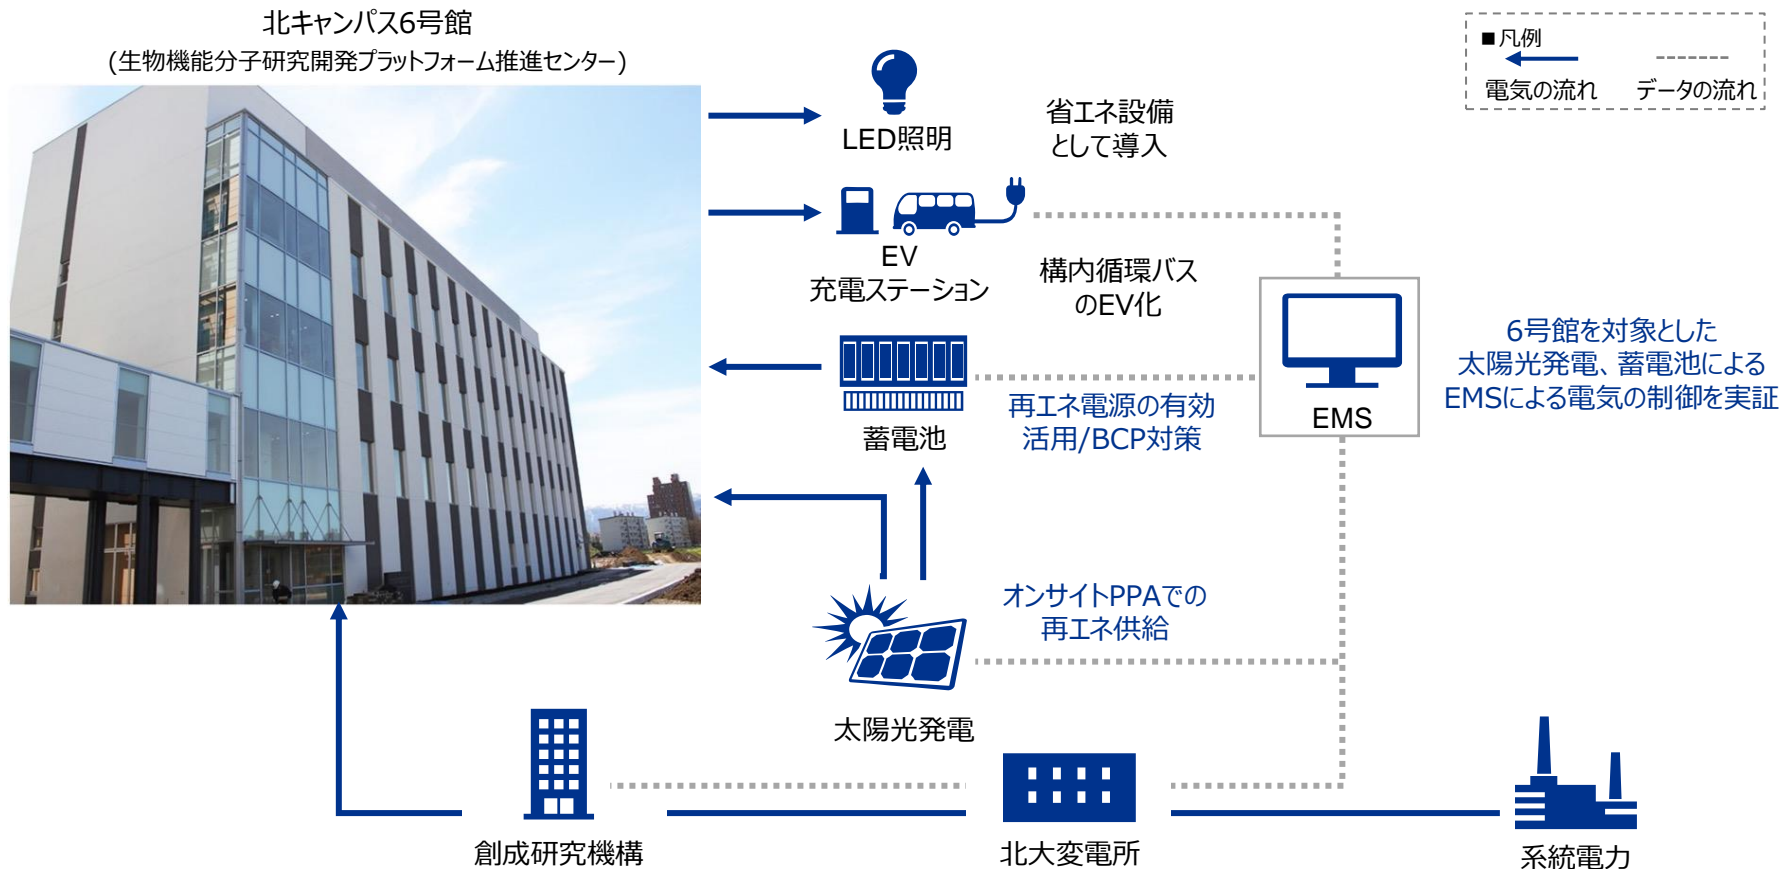 北キャンパス6号館
(生物機能分子研究開発プラットフォーム推進センター)
■凡例
電気の流れ
データの流れ
LED照明
省エネ設備
として導入
EV
充電ステーション
構内循環バス
のEV化
蓄電池
再エネ電源の有効
活用/BCP対策
EMS
6号館を対象とした
太陽光発電、蓄電池による
EMSによる電気の制御を実証
オンサイトPPAでの
再エネ供給
太陽光発電
創成研究機構
北大変電所
系統電力